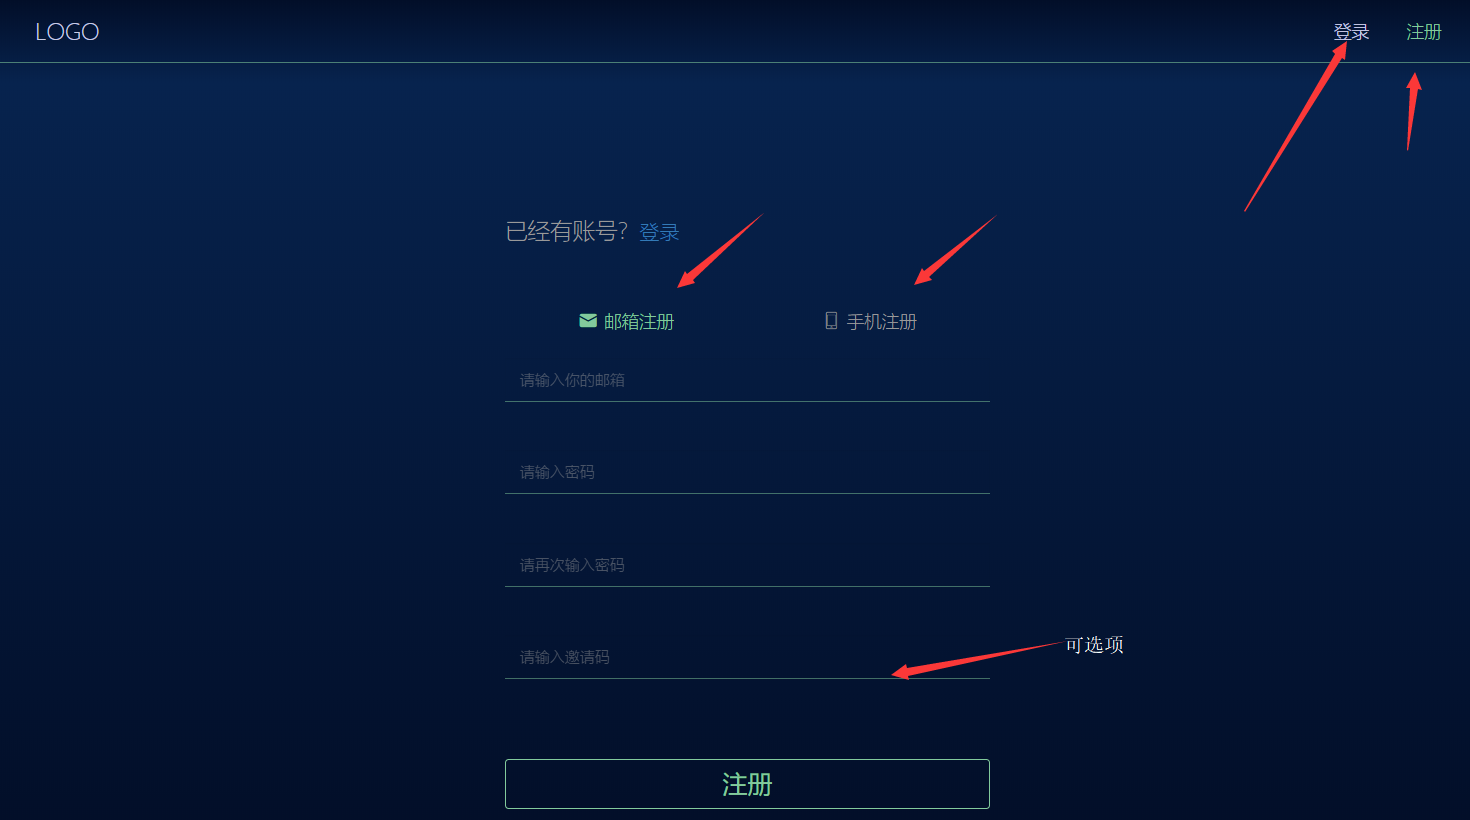 LOGO 登录 注册
已经有账号? 登录
邮箱注册 手机注册
请输入你的邮箱
请输入密码
请再次输入密码
可选项
请输入邀请码
注册